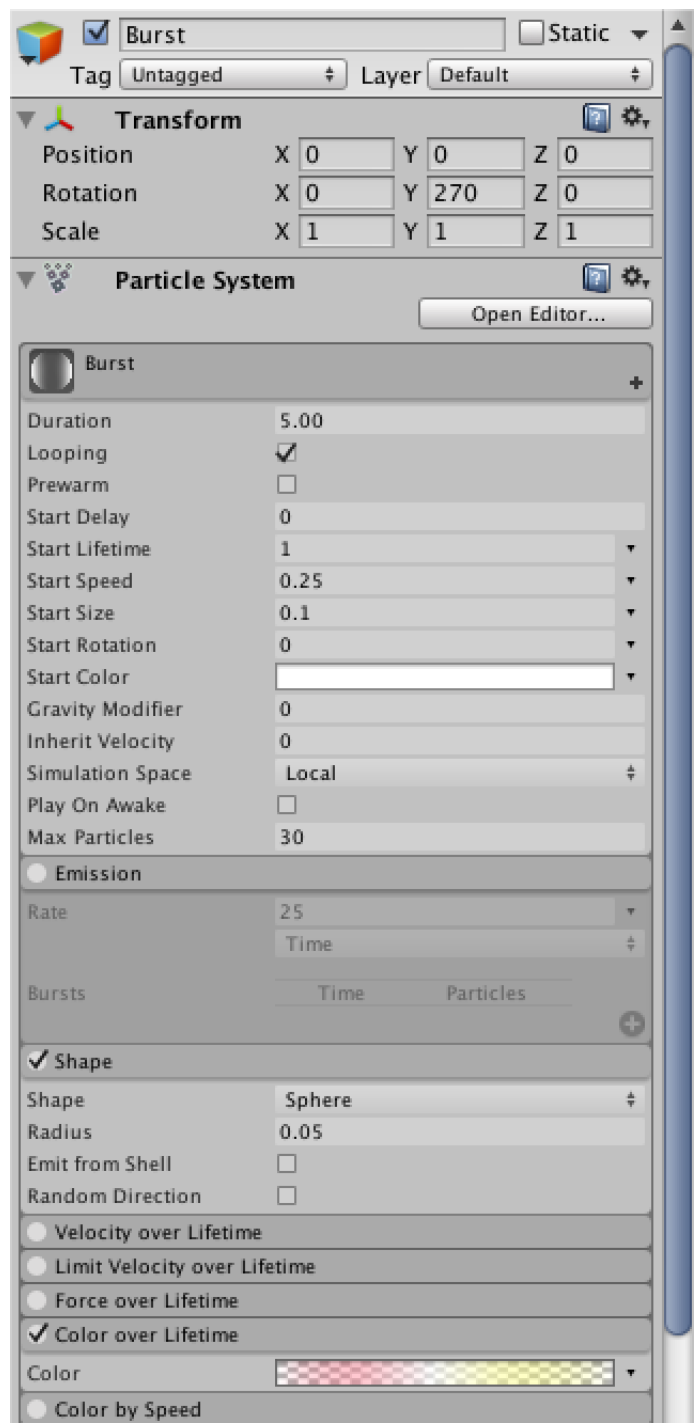 Burst Static
Tag Untagged Layer Default
Transform
Position X 0 Y 0 Z 0
Rotation X 0 Y 270 Z 0
Scale X 1 Y 1 Z 1
Particle System
Open Editor...
Burst
Duration 5.00
Looping
Prewarm
Start Delay 0
Start Lifetime 1
Start Speed 0.25
Start Size 0.1
Start Rotation 0
Start Color
Gravity Modifier 0
Inherit Velocity 0
Simulation Space Local
Play On Awake
Max Particles 30
Emission
Rate 25
Time
Bursts Time Particles
Shape
Shape Sphere
Radius 0.05
Emit from Shell
Random Direction
Velocity over Lifetime
Limit Velocity over Lifetime
Force over Lifetime
Color over Lifetime
Color
Color by Speed